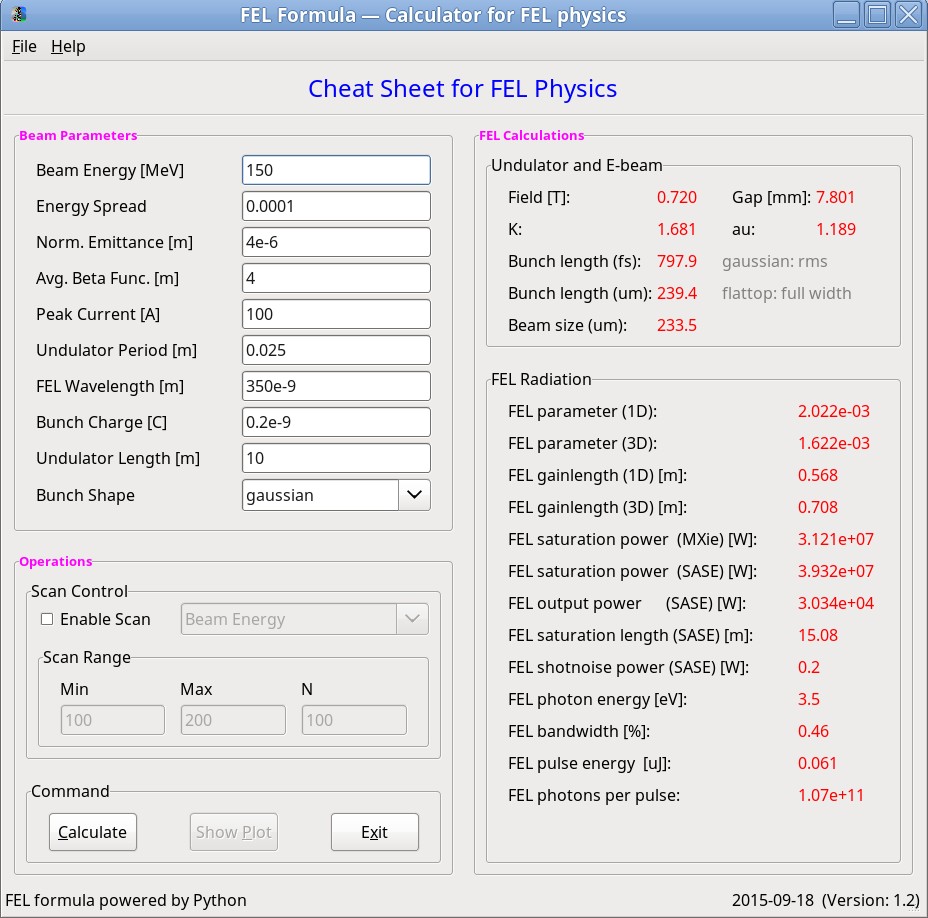 FEL Formula — Calculator for FEL physics
File Help
Cheat Sheet for FEL Physics
Beam Parameters
Beam Energy [MeV] 150
Energy Spread 0.0001
Norm. Emittance [m] 4e-6
Avg. Beta Func. [m] 4
Peak Current [A] 100
Undulator Period [m] 0.025
FEL Wavelength [m] 350e-9
Bunch Charge [C] 0.2e-9
Undulator Length [m] 10
Bunch Shape gaussian
Operations
Scan Control
Enable Scan Beam Energy
Scan Range
Min Max N
100 200 100
Command
Calculate Show Plot Exit
FEL Calculations
Undulator and E-beam
Field [T]: 0.720 Gap [mm]: 7.801
K: 1.681 au: 1.189
Bunch length (fs): 797.9 gaussian: rms
Bunch length (um): 239.4 flattop: full width
Beam size (um): 233.5
FEL Radiation
FEL parameter (1D): 2.022e-03
FEL parameter (3D): 1.622e-03
FEL gainlength (1D) [m]: 0.568
FEL gainlength (3D) [m]: 0.708
FEL saturation power (MXie) [W]: 3.121e+07
FEL saturation power (SASE) [W]: 3.932e+07
FEL output power (SASE) [W]: 3.034e+04
FEL saturation length (SASE) [m]: 15.08
FEL shotnoise power (SASE) [W]: 0.2
FEL photon energy [eV]: 3.5
FEL bandwidth [%]: 0.46
FEL pulse energy [uJ]: 0.061
FEL photons per pulse: 1.07e+11
FEL formula powered by Python 2015-09-18 (Version: 1.2)